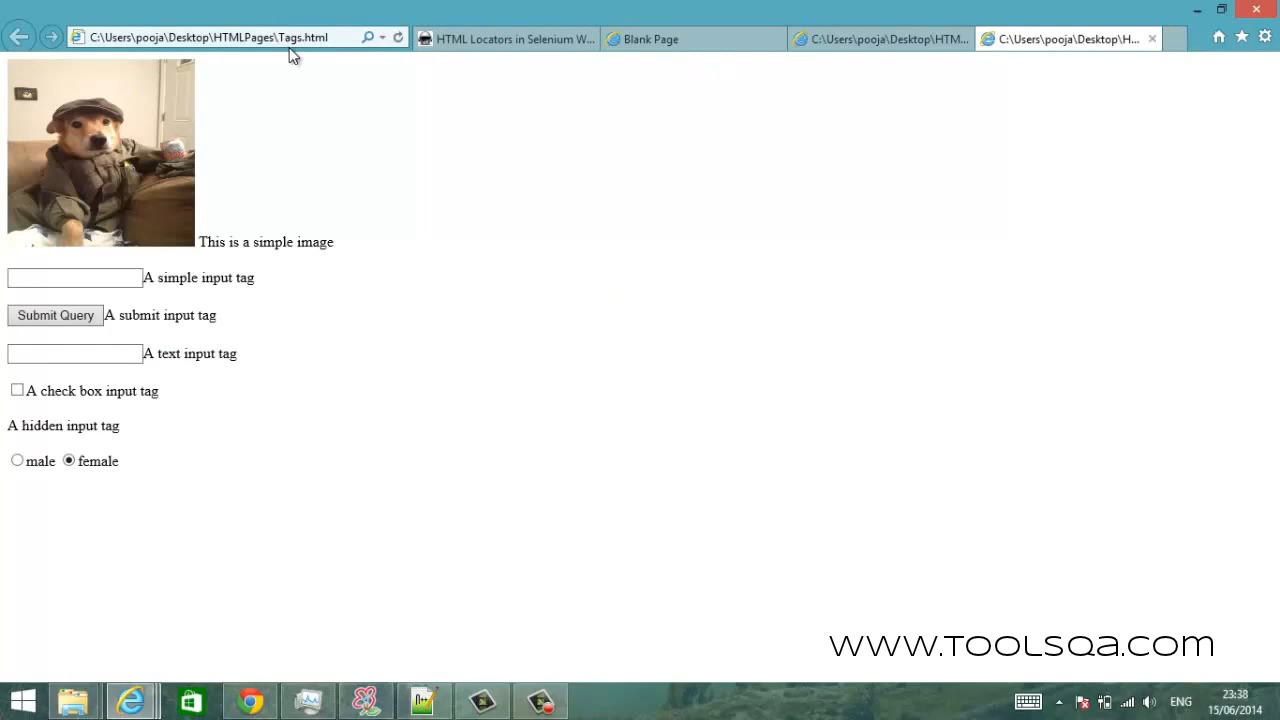 C:\Users\pooja\Desktop\HTMLPages\Tags.html
HTML Locators in Selenium W...
Blank Page
C:\Users\pooja\Desktop\HTM...
C:\Users\pooja\Desktop\H...
This is a simple image
A simple input tag
Submit Query A submit input tag
A text input tag
A check box input tag
A hidden input tag
male female
www.TOOLSQA.com
ENG
23:38
15/06/2014